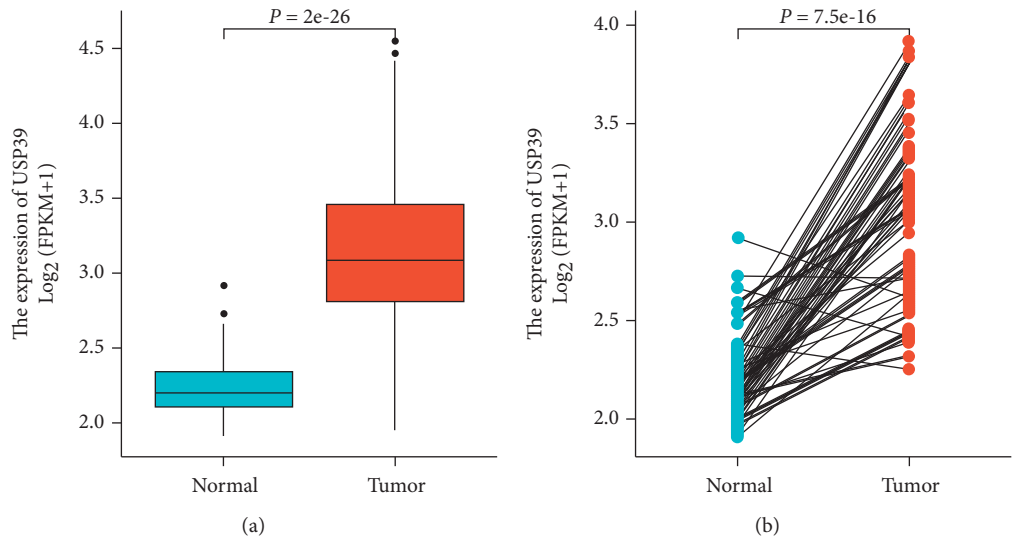 P = 2e-26
4.5
4.0
3.5
3.0
2.5
2.0
The expression of USP39
Log2 (FPKM+1)
Normal
Tumor
(a)
P = 7.5e-16
4.0
3.5
3.0
2.5
2.0
The expression of USP39
Log2 (FPKM+1)
Normal
Tumor
(b)